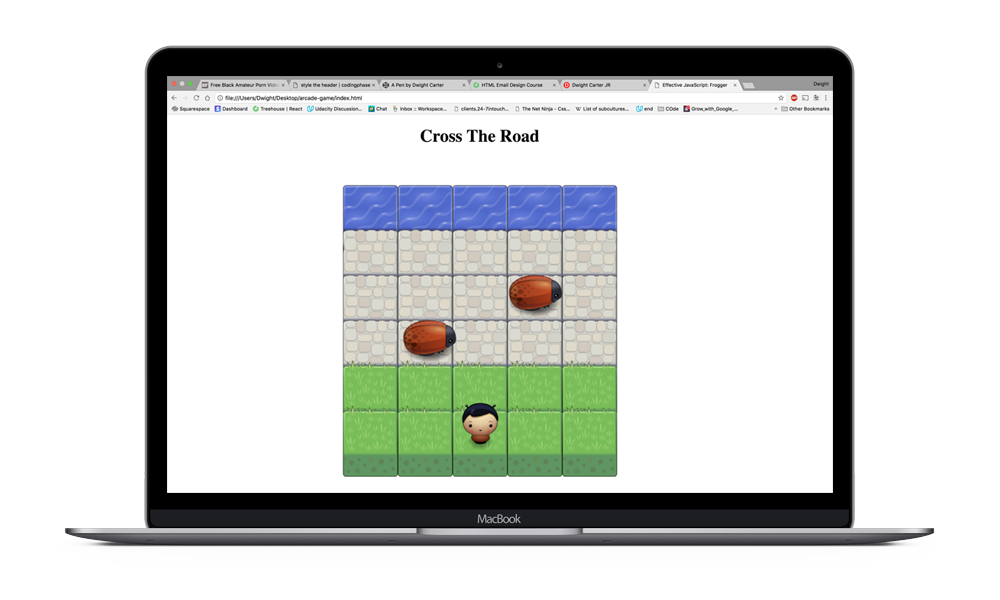 Free Black Amateur Porn Vide
style the header | codingphase
A Pen by Dwight Carter
HTML Email Design Course
Dwight Carter JR
Effective JavaScript: Frogger
Dwight
file:///Users/Dwight/Desktop/arcade-game/index.html
Squarespace
Dashboard
Treehouse | React
Udacity Discussion...
Chat
Inbox :: Workspace...
clients.24-7intouch...
The Net Ninja - Css...
List of subcultures...
end
COde
Grow_with_Google_...
Other Bookmarks
Cross The Road
MacBook